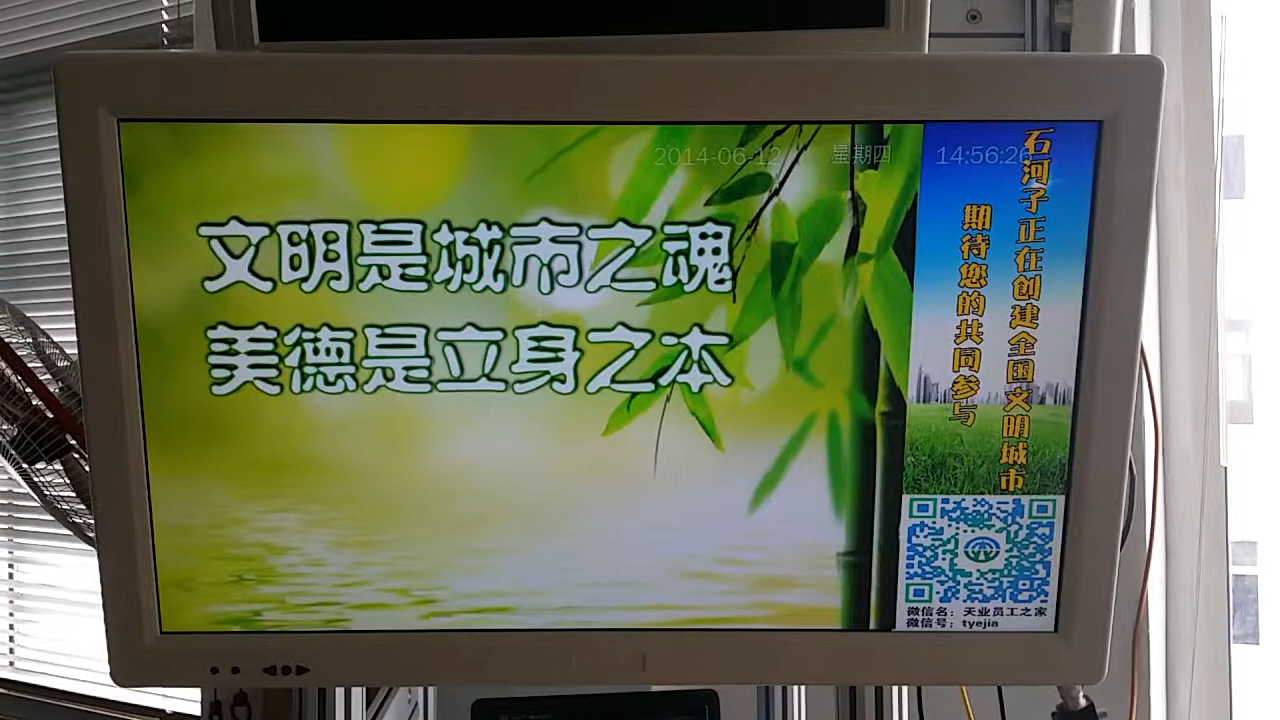 2014-06-12 星期四 14:56:26
文明是城市之魂
美德是立身之本
石河子正在创建全国文明城市
期待您的共同参与
微信名：天业员工之家
微信号：tyejia